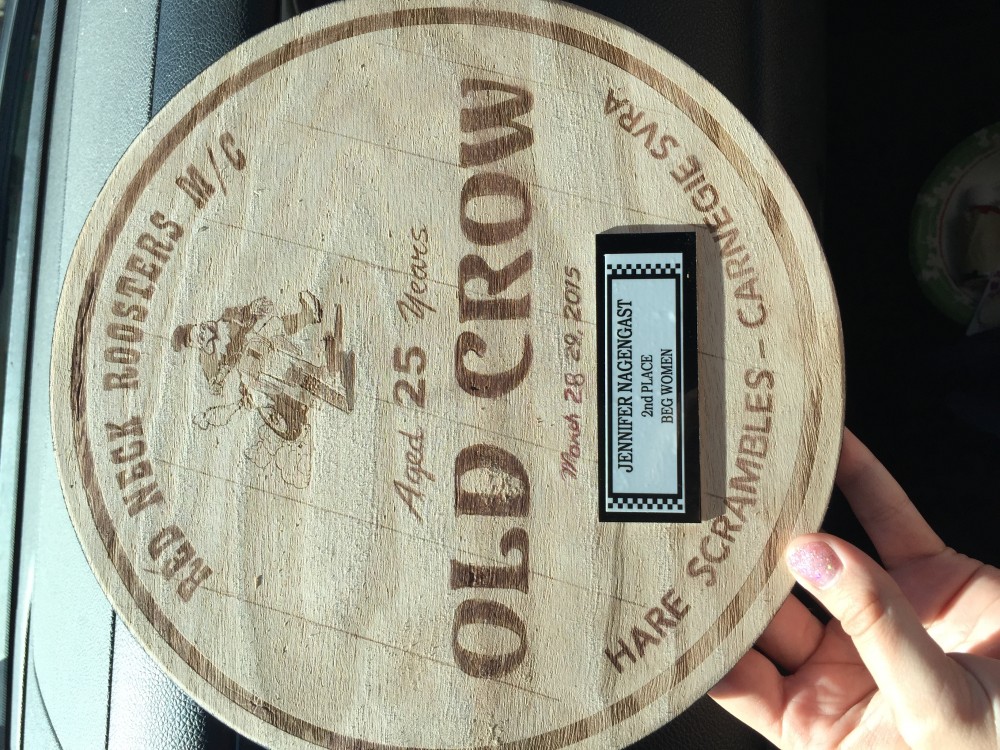 RED NECK ROOSTERS M/C
Aged 25 Years
OLD CROW
March 28-29, 2015
JENNIFER NAGENGAST
2nd PLACE
BEG WOMEN
HARE SCRAMBLES - CARNEGIE SVRA